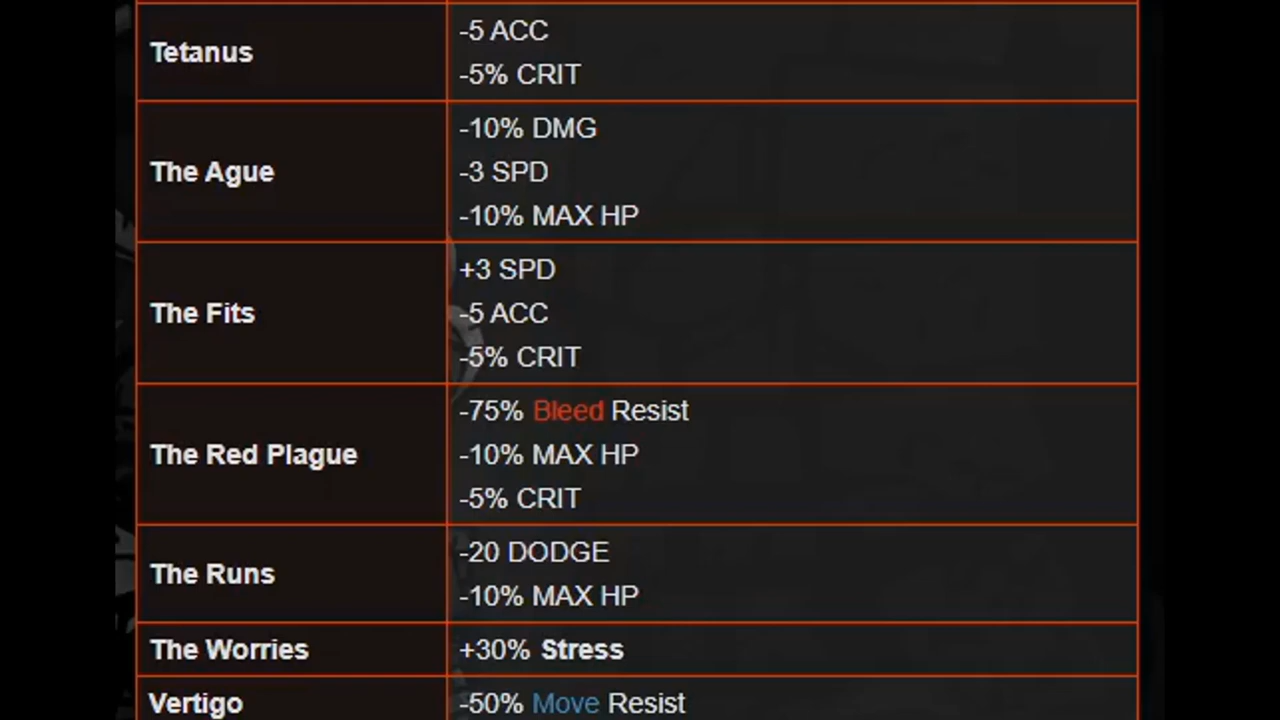 Tetanus
-5 ACC
-5% CRIT
The Ague
-10% DMG
-3 SPD
-10% MAX HP
The Fits
+3 SPD
-5 ACC
-5% CRIT
The Red Plague
-75% Bleed Resist
-10% MAX HP
-5% CRIT
The Runs
-20 DODGE
-10% MAX HP
The Worries
+30% Stress
Vertigo
-50% Move Resist